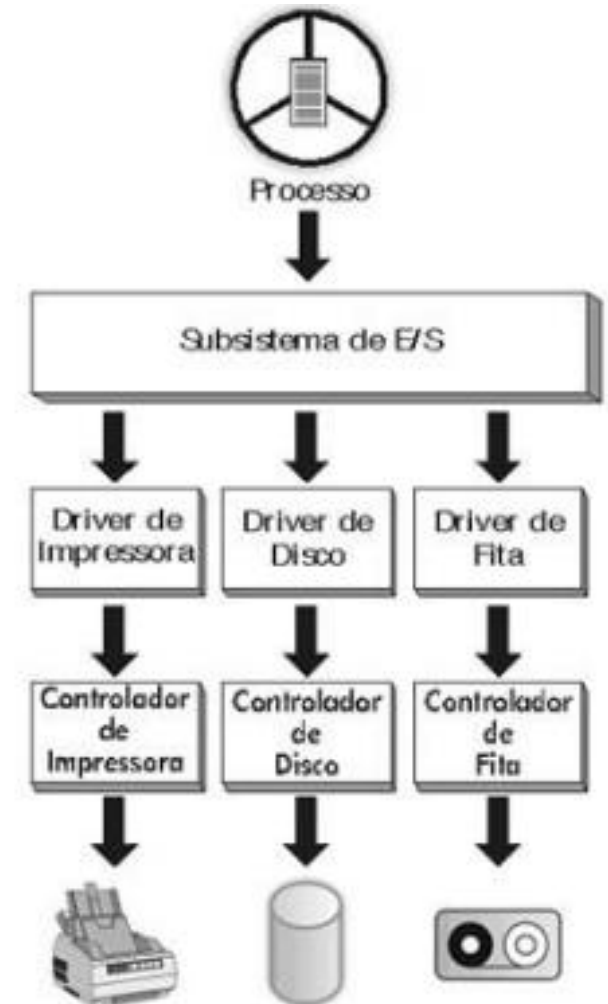 Processo
Subsistema de E/S
Driver de
Impressora
Driver de
Disco
Driver de
Fita
Controlador
de
Impressora
Controlador
de
Disco
Controlador
de
Fita